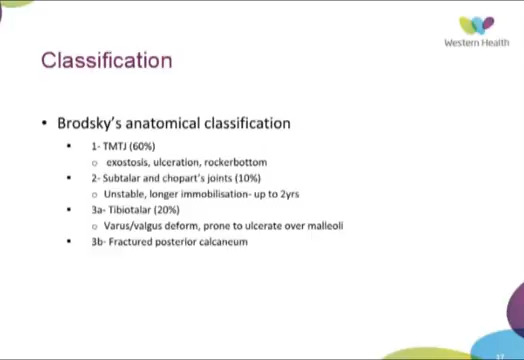 Western Health
Classification
• Brodsky's anatomical classification
▪ 1- TMTJ (60%)
o exostosis, ulceration, rockerbottom
▪ 2- Subtalar and chopart's joints (10%)
o Unstable, longer immobilisation- up to 2yrs
▪ 3a- Tibiotalar (20%)
o Varus/valgus deform, prone to ulcerate over malleoli
▪ 3b- Fractured posterior calcaneum
17